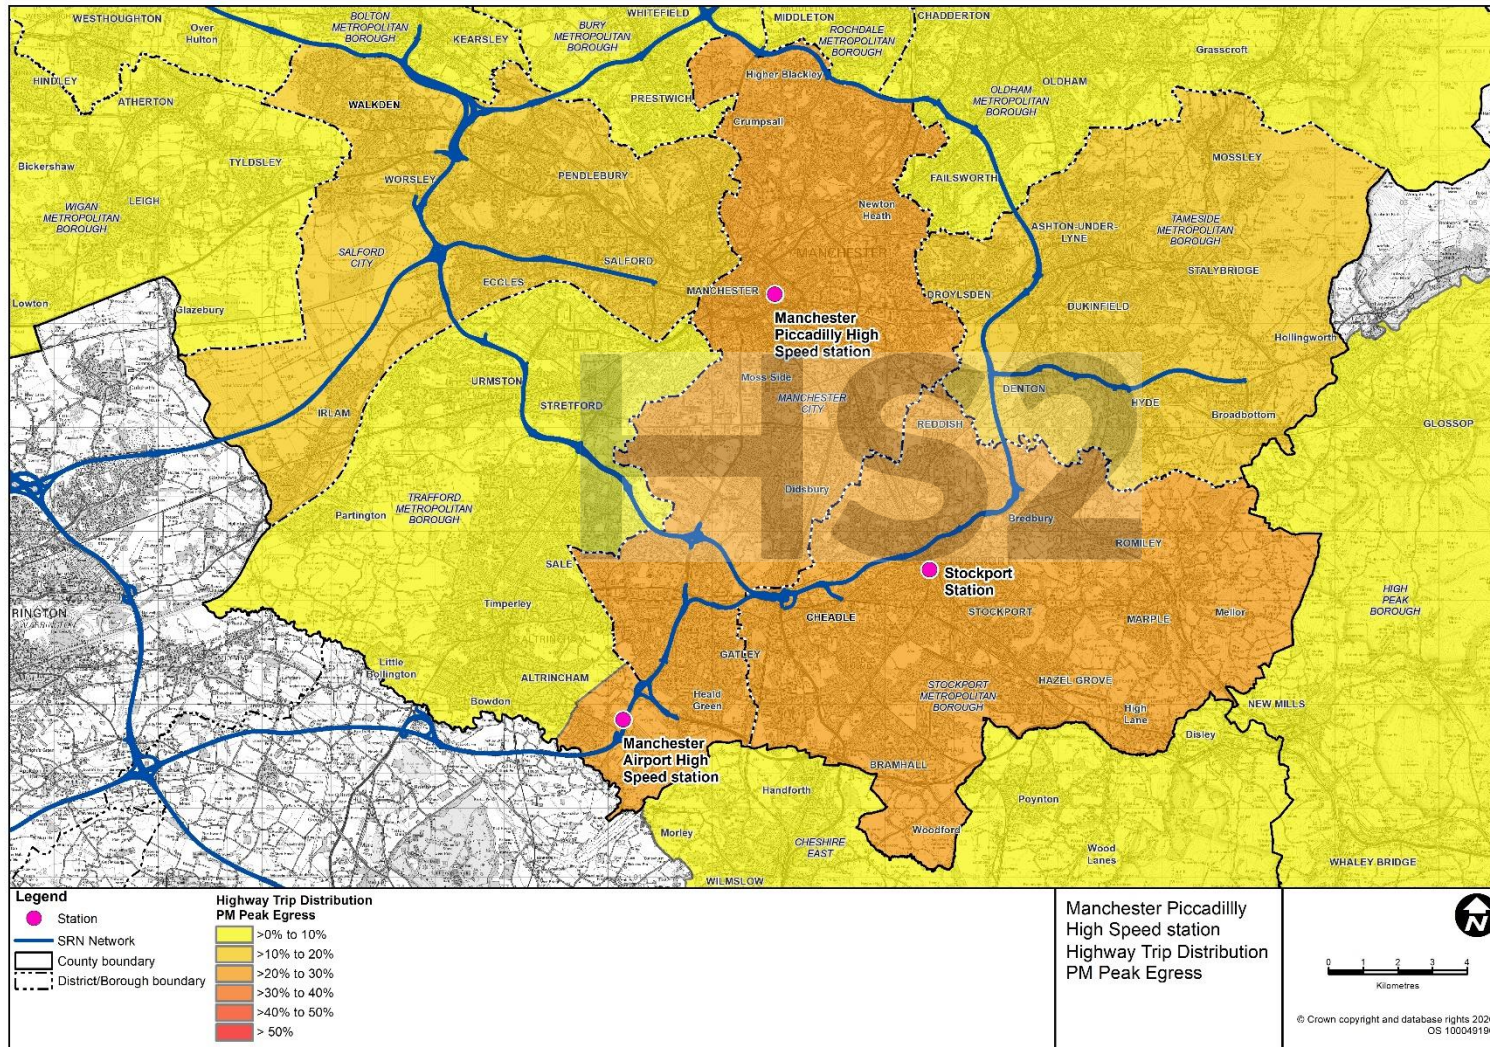 WESTHOUGHTON
Over
Hulton
BOLTON
METROPOLITAN
BOROUGH
KEARSLEY
BURY
METROPOLITAN
BOROUGH
WHITEFIELD
MIDDLETON
ROCHDALE
METROPOLITAN
BOROUGH
CHADDERTON
Grasscroft
HINDLEY
ATHERTON
WALKDEN
PRESTWICH
Higher Blackley
OLDHAM
METROPOLITAN
BOROUGH
OLDHAM
Crumpsall
Bickershaw
TYLDSLEY
WORSLEY
PENDLEBURY
FAILSWORTH
MOSSLEY
WIGAN
METROPOLITAN
BOROUGH
LEIGH
Newton
Heath
ASHTON-UNDER-
LYNE
TAMESIDE
METROPOLITAN
BOROUGH
SALFORD
CITY
SALFORD
MANCHESTER
STALYBRIDGE
Lowton
Glazebury
ECCLES
MANCHESTER
Manchester
Piccadilly High
Speed station
DROYLSDEN
DUKINFIELD
Hollingworth
HS2
URMSTON
STRETFORD
Moss Side
MANCHESTER
CITY
DENTON
HYDE
Broadbottom
IRLAM
REDDISH
GLOSSOP
Partington
TRAFFORD
METROPOLITAN
BOROUGH
Didsbury
Bredbury
ROMILEY
SALE
Stockport
Station
Timperley
RRINGTON
WARRINGTON
ALTRINCHAM
CHEADLE
STOCKPORT
MARPLE
Mellor
HIGH
PEAK
BOROUGH
Little
Bollington
ALTRINCHAM
GATLEY
Bowdon
Heald
Green
STOCKPORT
METROPOLITAN
BOROUGH
HAZEL GROVE
High
Lane
NEW MILLS
Disley
Manchester
Airport High
Speed station
BRAMHALL
Handforth
Poynton
Morley
CHESHIRE
EAST
Woodford
Wood
Lanes
WHALEY BRIDGE
WILMSLOW
Legend
Station
SRN Network
County boundary
District/Borough boundary
Highway Trip Distribution
PM Peak Egress
>0% to 10%
>10% to 20%
>20% to 30%
>30% to 40%
>40% to 50%
> 50%
Manchester Piccadillly
High Speed station
Highway Trip Distribution
PM Peak Egress
N
0 1 2 3 4
Kilometres
© Crown copyright and database rights 2020
OS 100049190